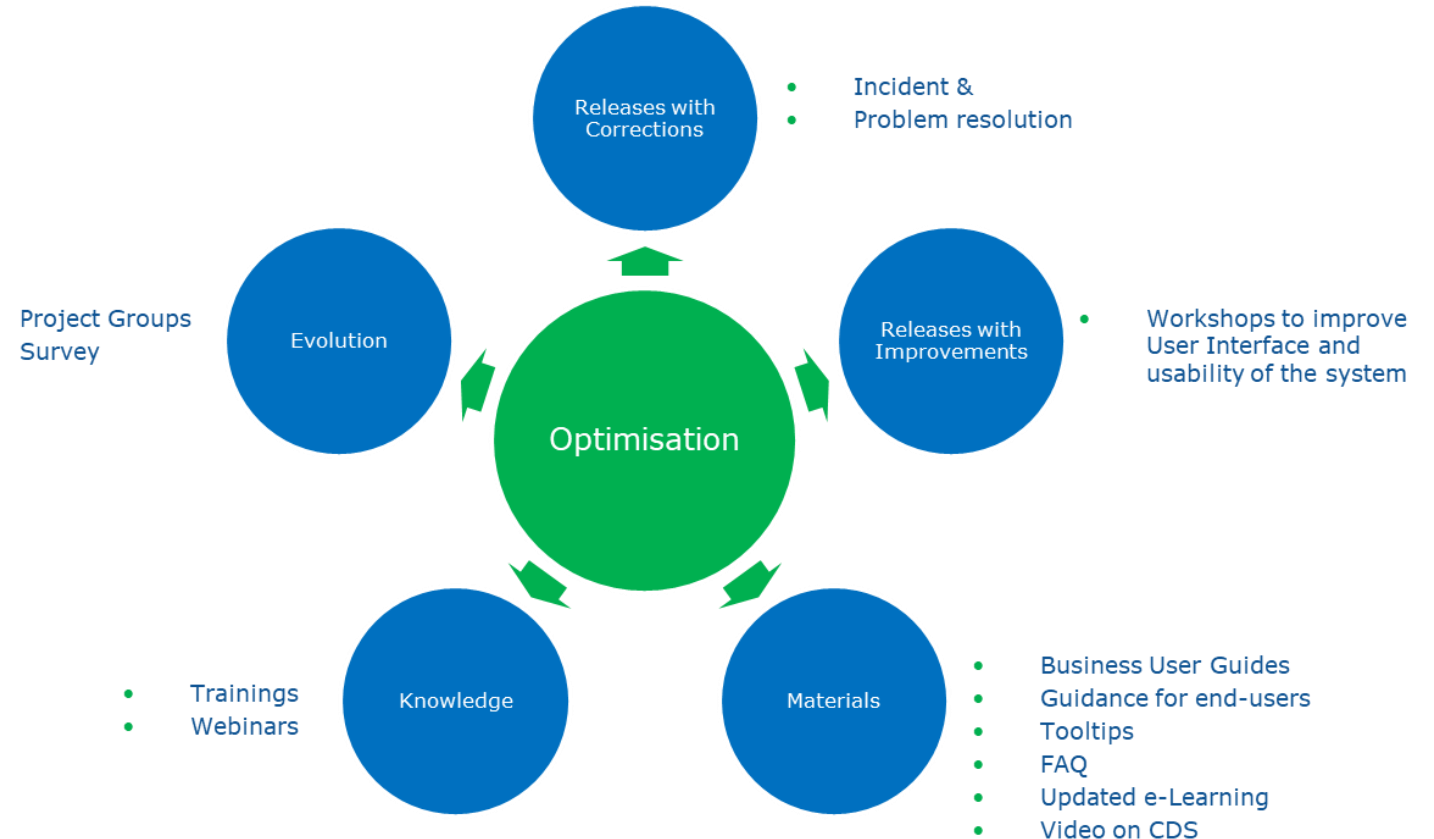 Releases with
Corrections
• Incident &
• Problem resolution
Project Groups
Survey
Evolution
Optimisation
Releases with
Improvements
• Workshops to improve
User Interface and
usability of the system
• Trainings
• Webinars
Knowledge
Materials
• Business User Guides
• Guidance for end-users
• Tooltips
• FAQ
• Updated e-Learning
• Video on CDS